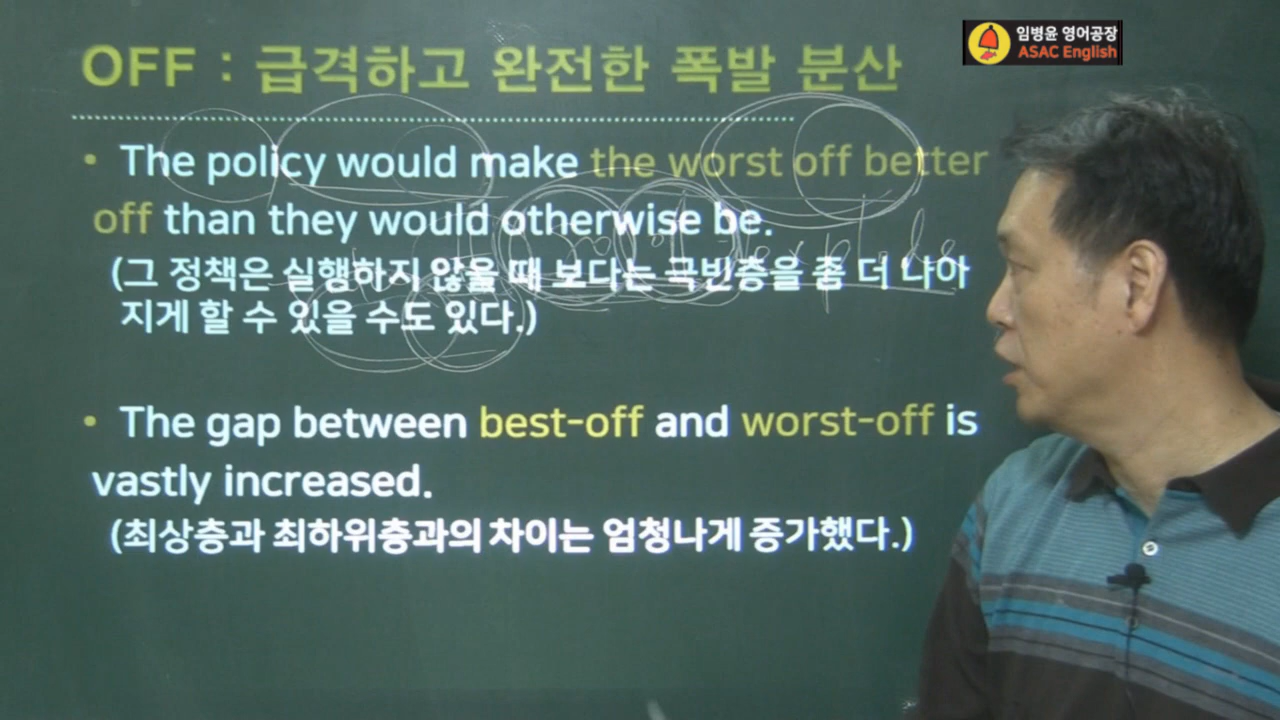 임병윤 영어공장
ASAC English
OFF : 급격하고 완전한 폭발 분산
• The policy would make the worst off better
off than they would otherwise be.
(그 정책은 실행하지 않을 때 보다는 극빈층을 좀 더 나아
지게 할 수 있을 수도 있다.)
• The gap between best-off and worst-off is
vastly increased.
(최상층과 최하위층과의 차이는 엄청나게 증가했다.)